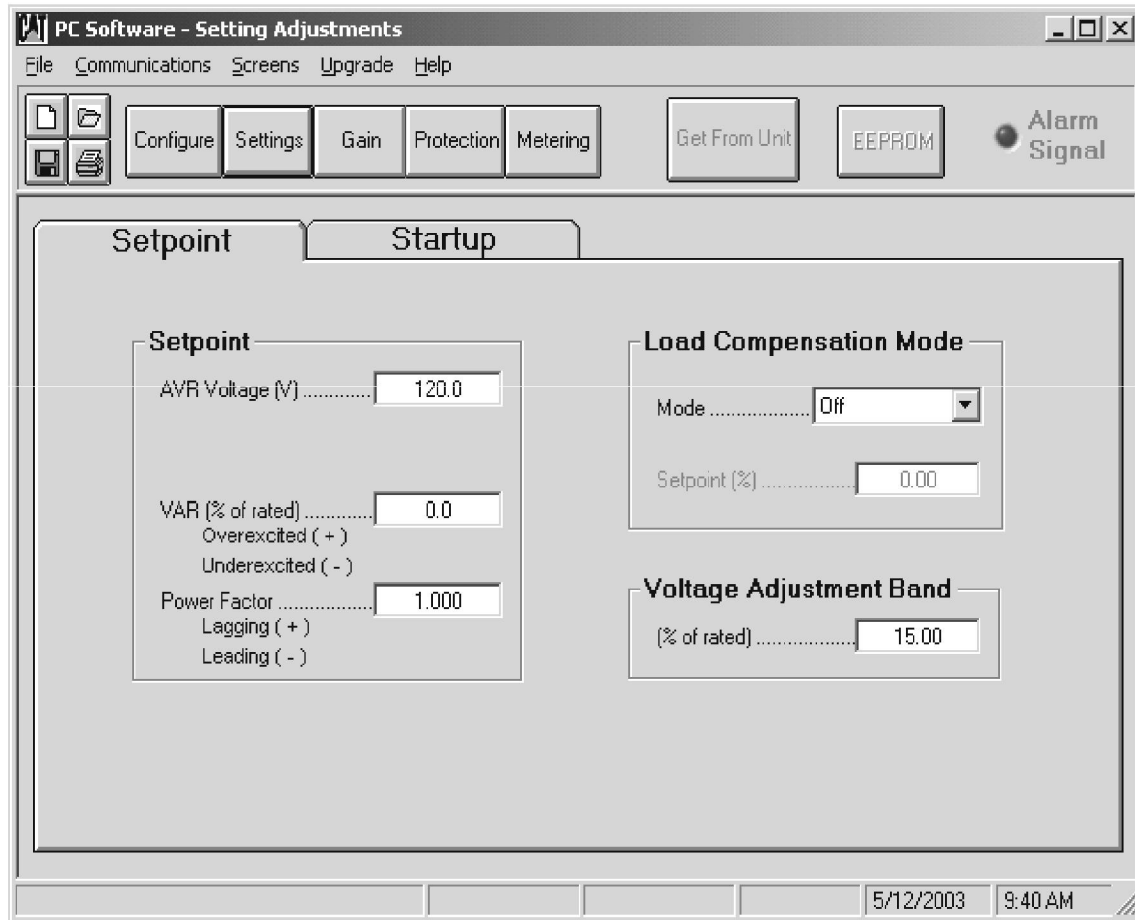 PC Software - Setting Adjustments
File Communications Screens Upgrade Help
Configure Settings Gain Protection Metering Get From Unit EEPROM Alarm Signal
Setpoint Startup
Setpoint
AVR Voltage (V) ............. 120.0
VAR (% of rated) ............. 0.0
Overexcited ( + )
Underexcited ( - )
Power Factor .................. 1.000
Lagging ( + )
Leading ( - )
Load Compensation Mode
Mode ................... Off
Setpoint (%) .................. 0.00
Voltage Adjustment Band
(% of rated) ................... 15.00
5/12/2003 9:40 AM